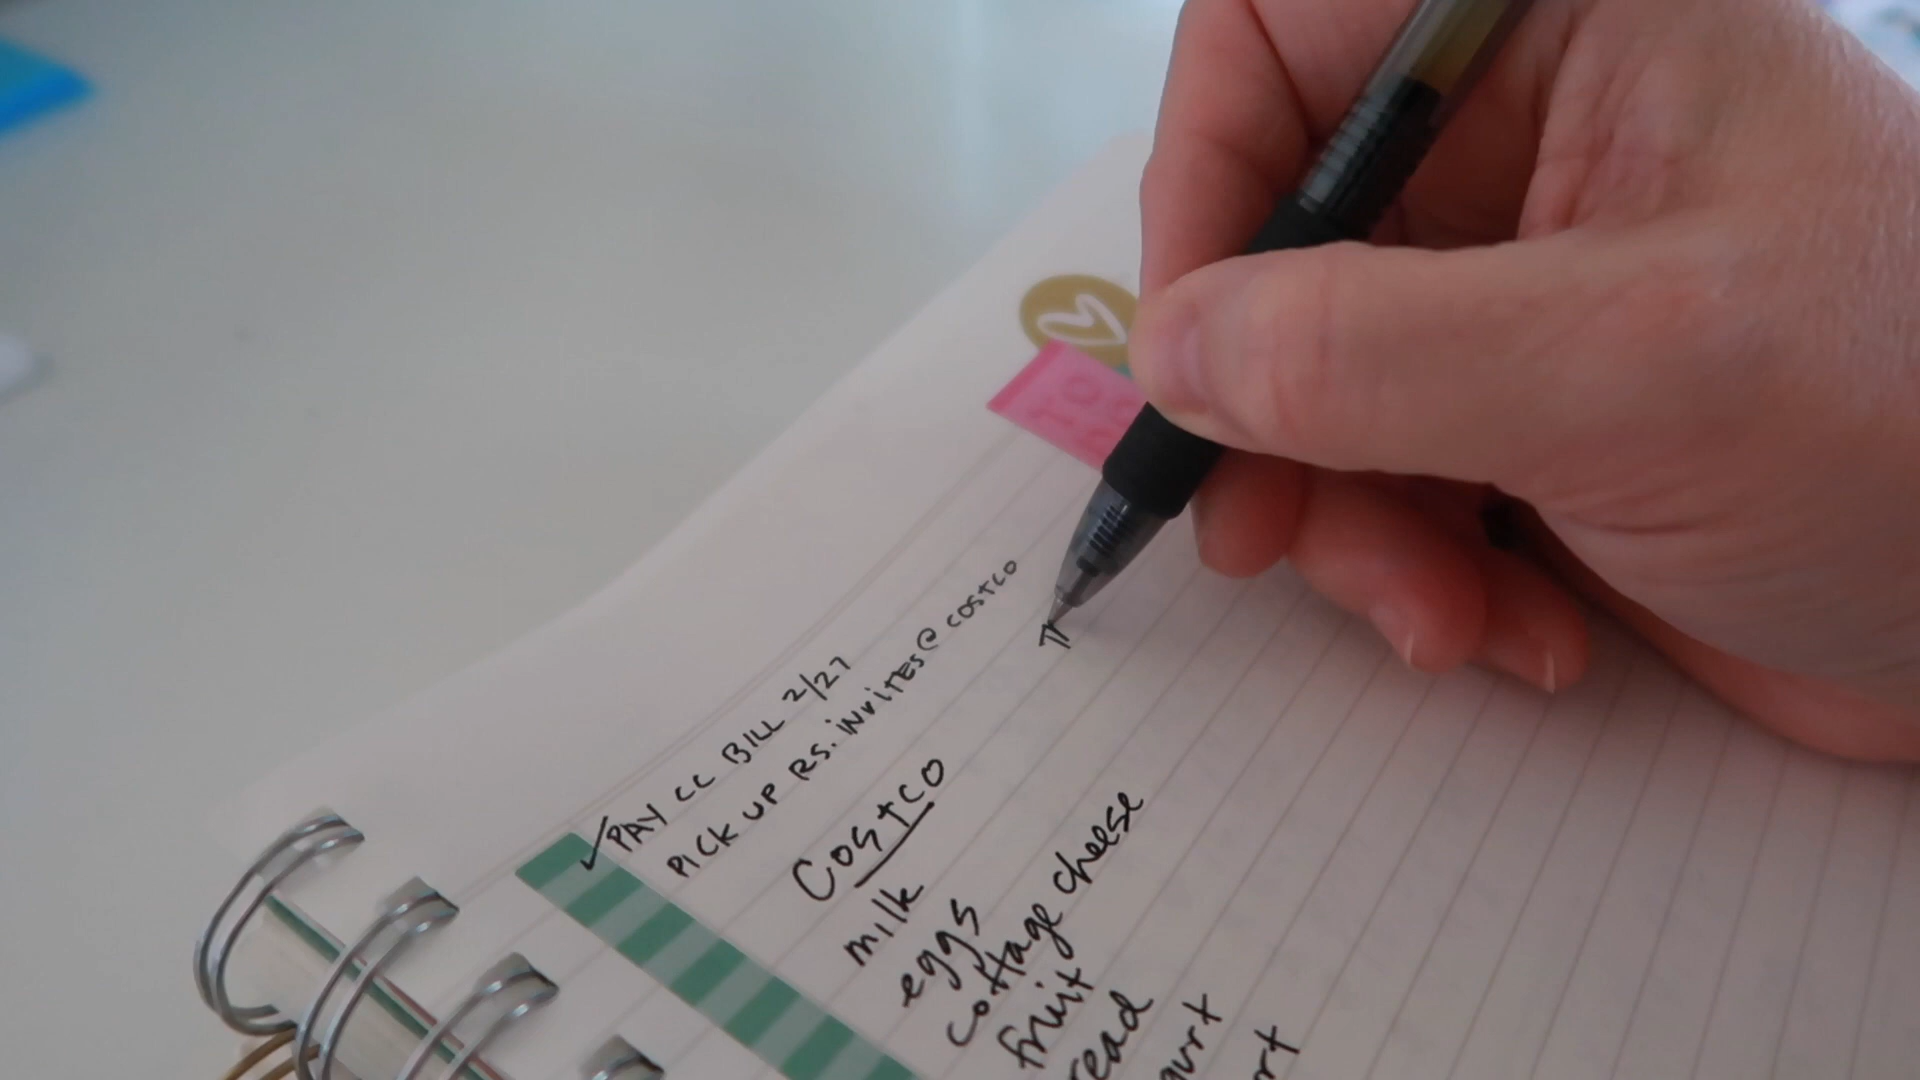 ✓PAY CC BILL 2/27
PICK UP RS. iNViTES@ COSTCO
Costco
milk
eggs
cottage cheese
fruit